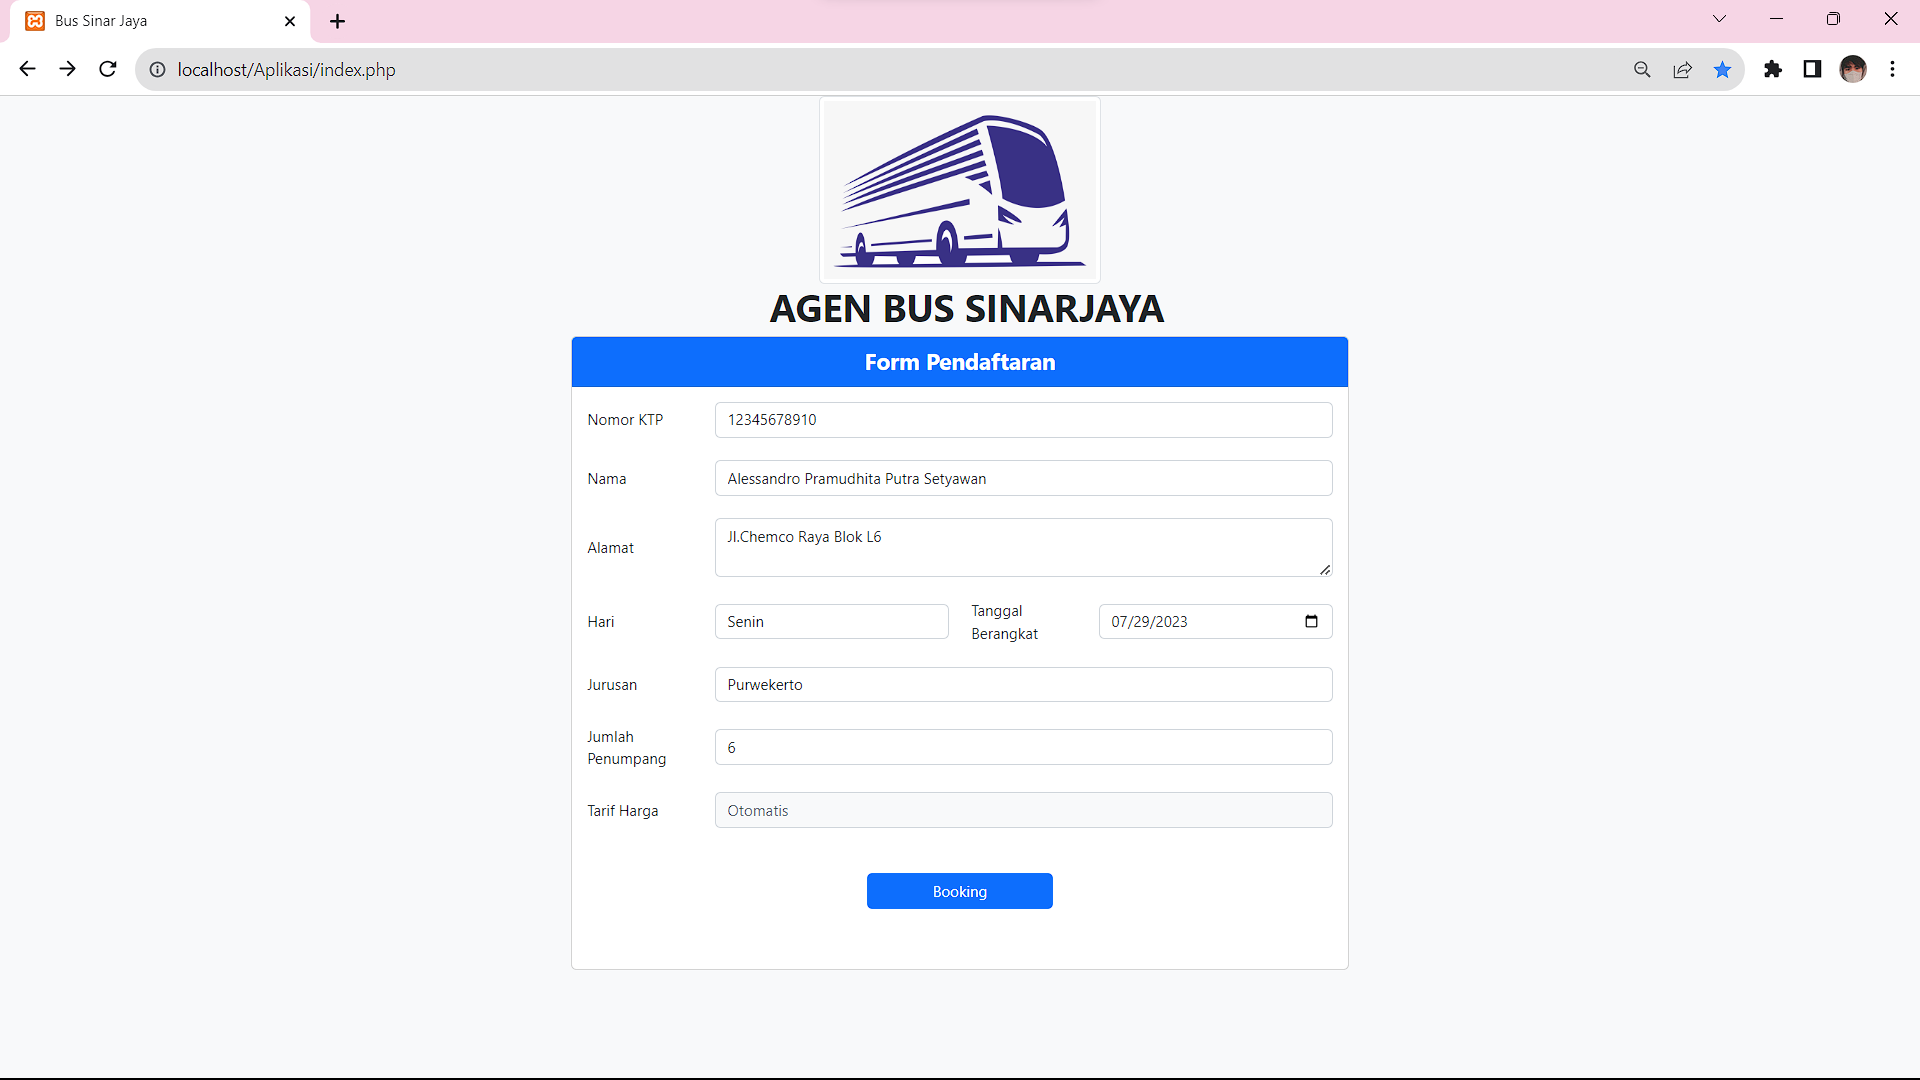 Bus Sinar Jaya
localhost/Aplikasi/index.php
AGEN BUS SINARJAYA
Form Pendaftaran
Nomor KTP
12345678910
Nama
Alessandro Pramudhita Putra Setyawan
Alamat
Jl.Chemco Raya Blok L6
Hari
Senin
Tanggal
Berangkat
07/29/2023
Jurusan
Purwekerto
Jumlah
Penumpang
6
Tarif Harga
Otomatis
Booking